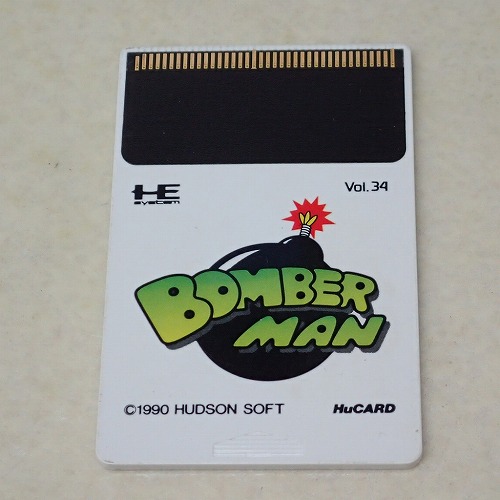 HE
SYSTEM
Vol.34
BOMBER
MAN
©1990 HUDSON SOFT
HuCARD